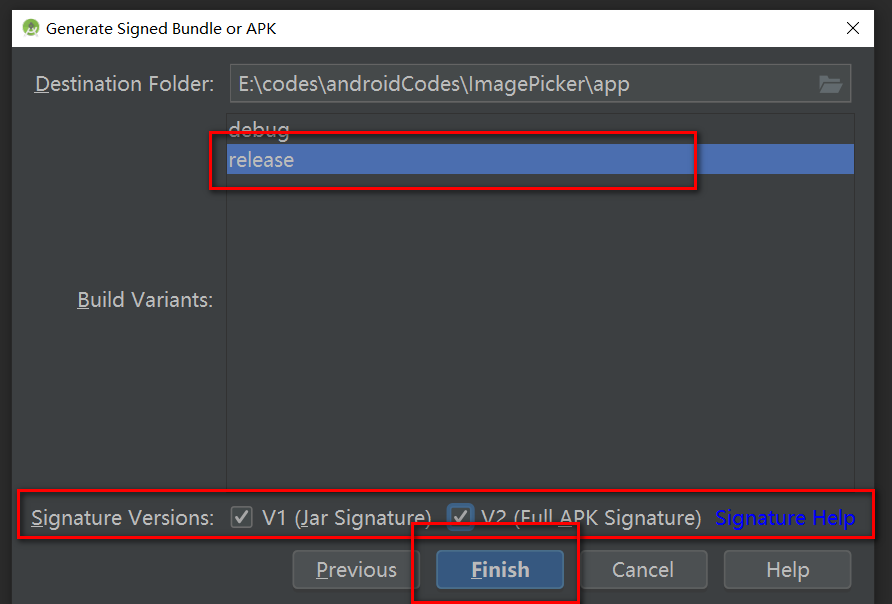 Generate Signed Bundle or APK
Destination Folder: E:\codes\androidCodes\ImagePicker\app
debug
release
Build Variants:
Signature Versions: V1 (Jar Signature) V2 (Full APK Signature) Signature Help
Previous Finish Cancel Help